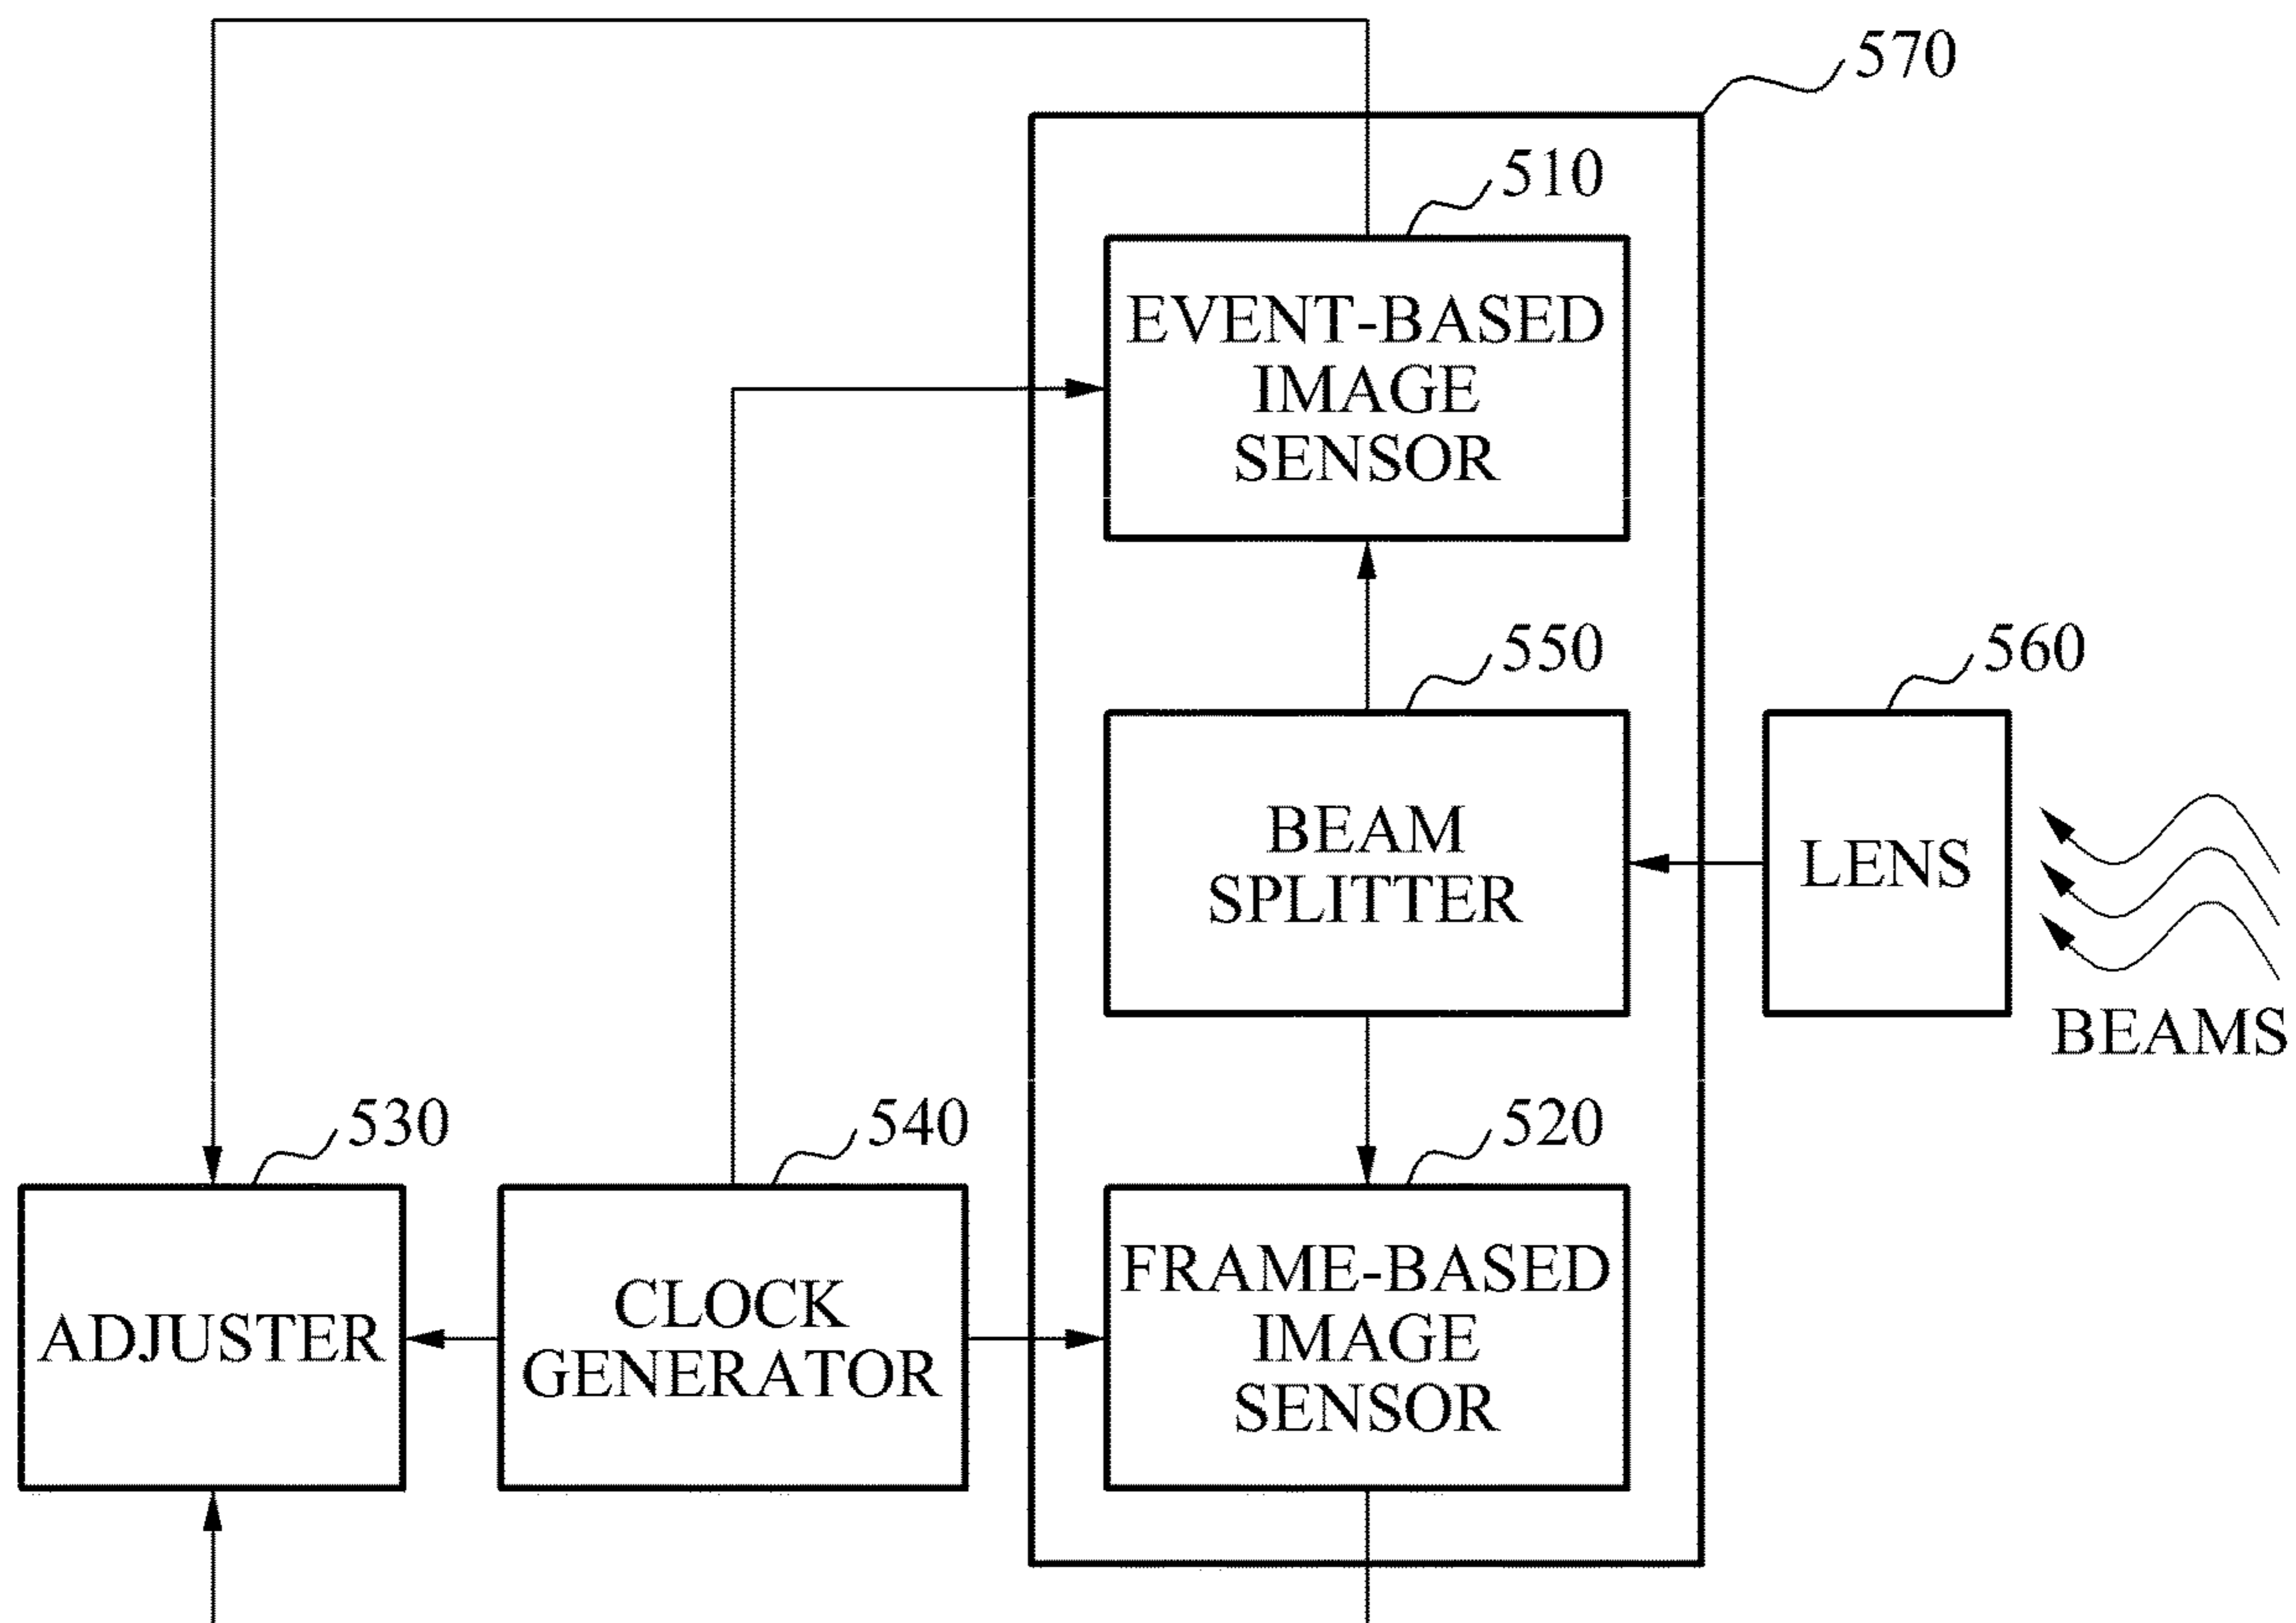 570
510
EVENT-BASED
IMAGE
SENSOR
550
560
BEAM
SPLITTER
LENS
BEAMS
530
540
520
ADJUSTER
CLOCK
GENERATOR
FRAME-BASED
IMAGE
SENSOR